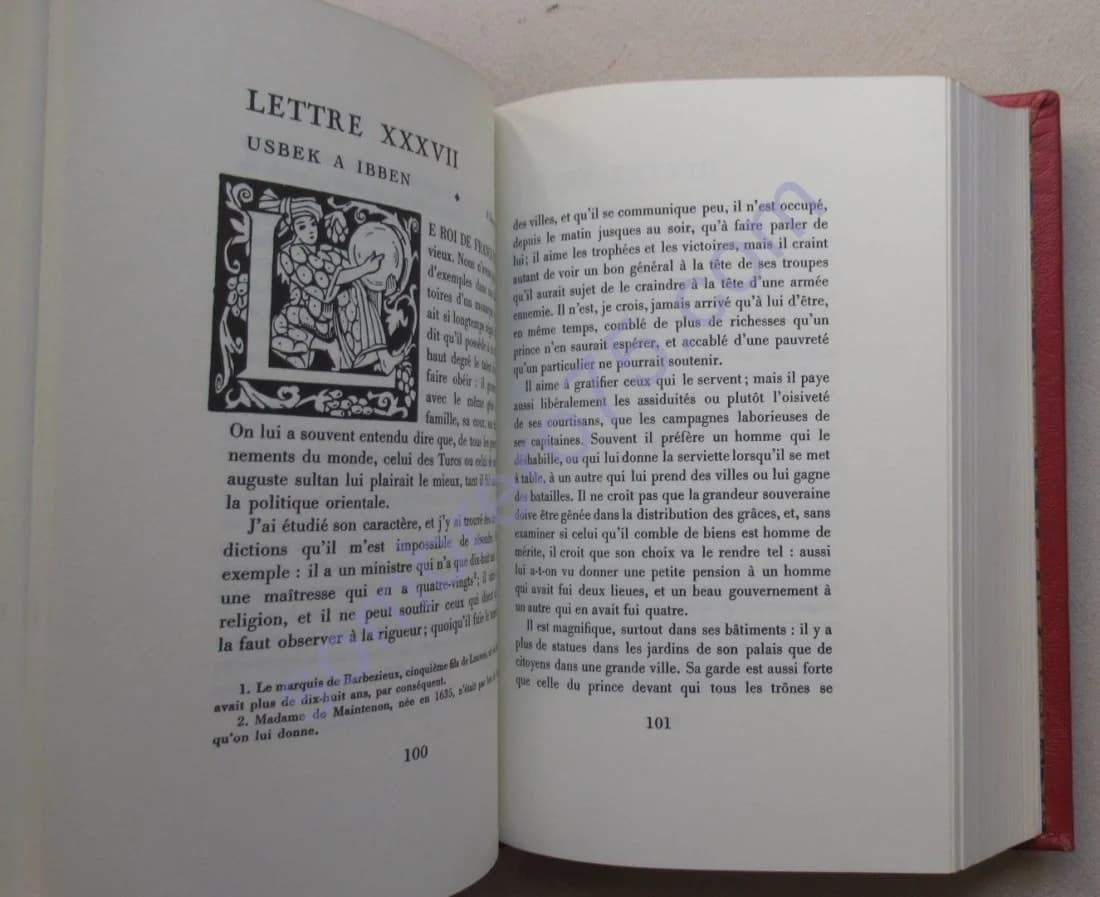 LETTRE XXXVII
USBEK A IBBEN
E ROI DE
vieux. Nous
d'exemples dans
toires d'un
ait si longtemps
dit qu'il possède à
haut degré le
faire obéir : il
avec le même
famille, sa cour,
On lui a souvent entendu dire que, de tous les
nements du monde, celui des Turcs ou celui de
auguste sultan lui plairait le mieux, tant il
la politique orientale.
J'ai étudié son caractère, et j'y ai trouvé des
dictions qu'il m'est impossible de
exemple : il a un ministre qui n'a que dix-huit
une maîtresse qui en a quatre-vingts²; il
religion, et il ne peut souffrir ceux qui
la faut observer à la rigueur; quoiqu'il fuie le
1. Le marquis de Barbezieux, cinquième fils de Louvois,
avait plus de dix-huit ans, par conséquent.
2. Madame de Maintenon, née en 1635, n'était pas
qu'on lui donne.
100
des villes, et qu'il se communique peu, il n'est occupé,
depuis le matin jusques au soir, qu'à faire parler de
lui; il aime les trophées et les victoires, mais il craint
autant de voir un bon général à la tête de ses troupes
qu'il aurait sujet de le craindre à la tête d'une armée
ennemie. Il n'est, je crois, jamais arrivé qu'à lui d'être,
en même temps, comblé de plus de richesses qu'un
prince n'en saurait espérer, et accablé d'une pauvreté
qu'un particulier ne pourrait soutenir.
Il aime à gratifier ceux qui le servent; mais il paye
aussi libéralement les assiduités ou plutôt l'oisiveté
de ses courtisans, que les campagnes laborieuses de
ses capitaines. Souvent il préfère un homme qui le
déshabille, ou qui lui donne la serviette lorsqu'il se met
à table, à un autre qui lui prend des villes ou lui gagne
des batailles. Il ne croit pas que la grandeur souveraine
doive être gênée dans la distribution des grâces, et, sans
examiner si celui qu'il comble de biens est homme de
mérite, il croit que son choix va le rendre tel : aussi
lui a-t-on vu donner une petite pension à un homme
qui avait fui deux lieues, et un beau gouvernement à
un autre qui en avait fui quatre.
Il est magnifique, surtout dans ses bâtiments : il y a
plus de statues dans les jardins de son palais que de
citoyens dans une grande ville. Sa garde est aussi forte
que celle du prince devant qui tous les trônes se
101